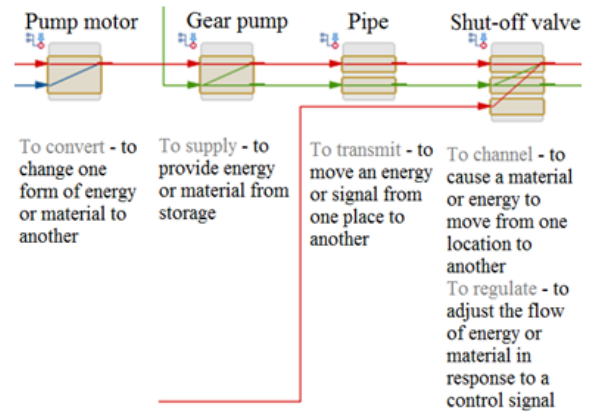 Pump motor
Gear pump
Pipe
Shut-off valve
To convert - to
change one
form of energy
or material to
another
To supply - to
provide energy
or material from
storage
To transmit - to
move an energy
or signal from
one place to
another
To channel - to
cause a material
or energy to
move from one
location to
another
To regulate - to
adjust the flow
of energy or
material in
response to a
control signal